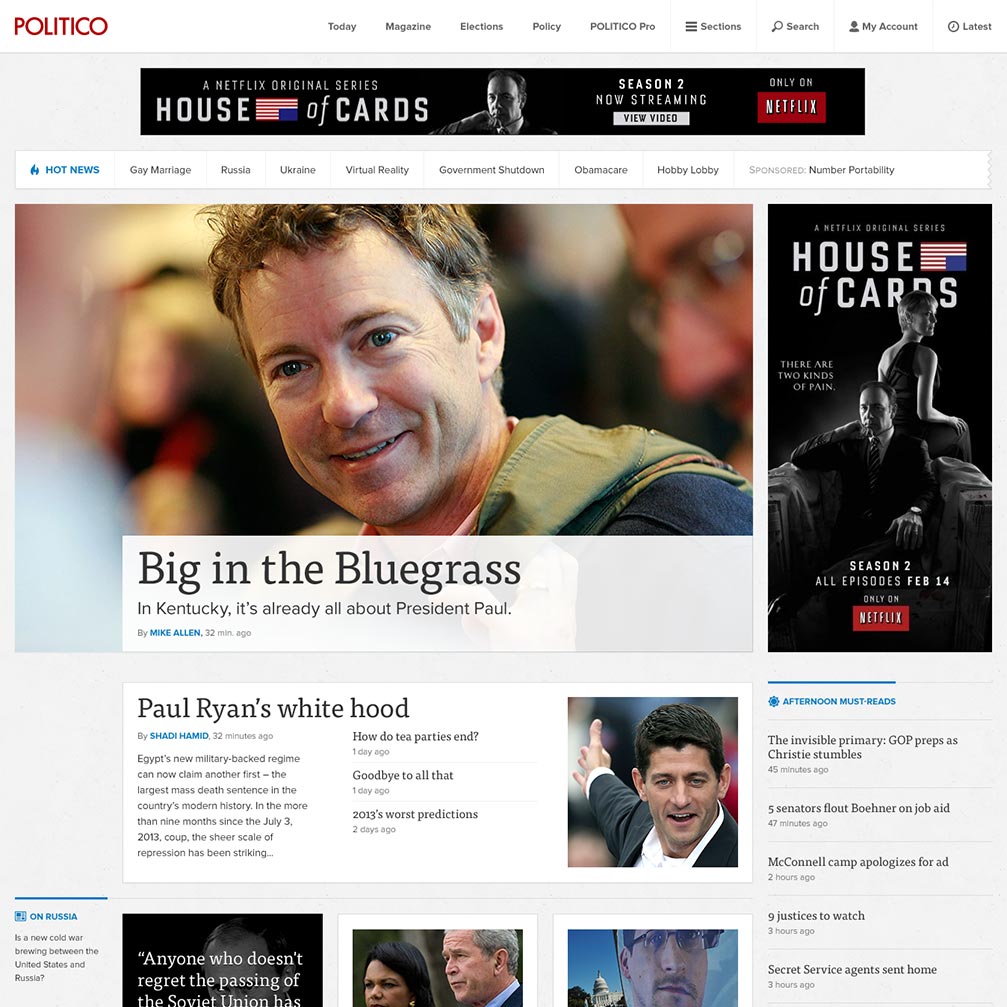 POLITICO
Today Magazine Elections Policy POLITICO Pro Sections Search My Account Latest
A NETFLIX ORIGINAL SERIES
HOUSE of CARDS
SEASON 2
NOW STREAMING
VIEW VIDEO
ONLY ON
NETFLIX
HOT NEWS Gay Marriage Russia Ukraine Virtual Reality Government Shutdown Obamacare Hobby Lobby SPONSORED: Number Portability
Big in the Bluegrass
In Kentucky, it’s already all about President Paul.
By MIKE ALLEN, 32 min. ago
A NETFLIX ORIGINAL SERIES
HOUSE
of CARDS
THERE ARE
TWO KINDS
OF PAIN.
SEASON 2
ALL EPISODES FEB 14
ONLY ON
NETFLIX
Paul Ryan’s white hood
By SHADI HAMID, 32 minutes ago
Egypt’s new military-backed regime
can now claim another first – the
largest mass death sentence in the
country’s modern history. In the more
than nine months since the July 3,
2013, coup, the sheer scale of
repression has been striking...
How do tea parties end?
1 day ago
Goodbye to all that
1 day ago
2013’s worst predictions
2 days ago
AFTERNOON MUST-READS
The invisible primary: GOP preps as
Christie stumbles
45 minutes ago
5 senators flout Boehner on job aid
47 minutes ago
McConnell camp apologizes for ad
2 hours ago
9 justices to watch
3 hours ago
Secret Service agents sent home
3 hours ago
ON RUSSIA
Is a new cold war
brewing between the
United States and
Russia?
“Anyone who doesn’t
regret the passing of
the Soviet Union has